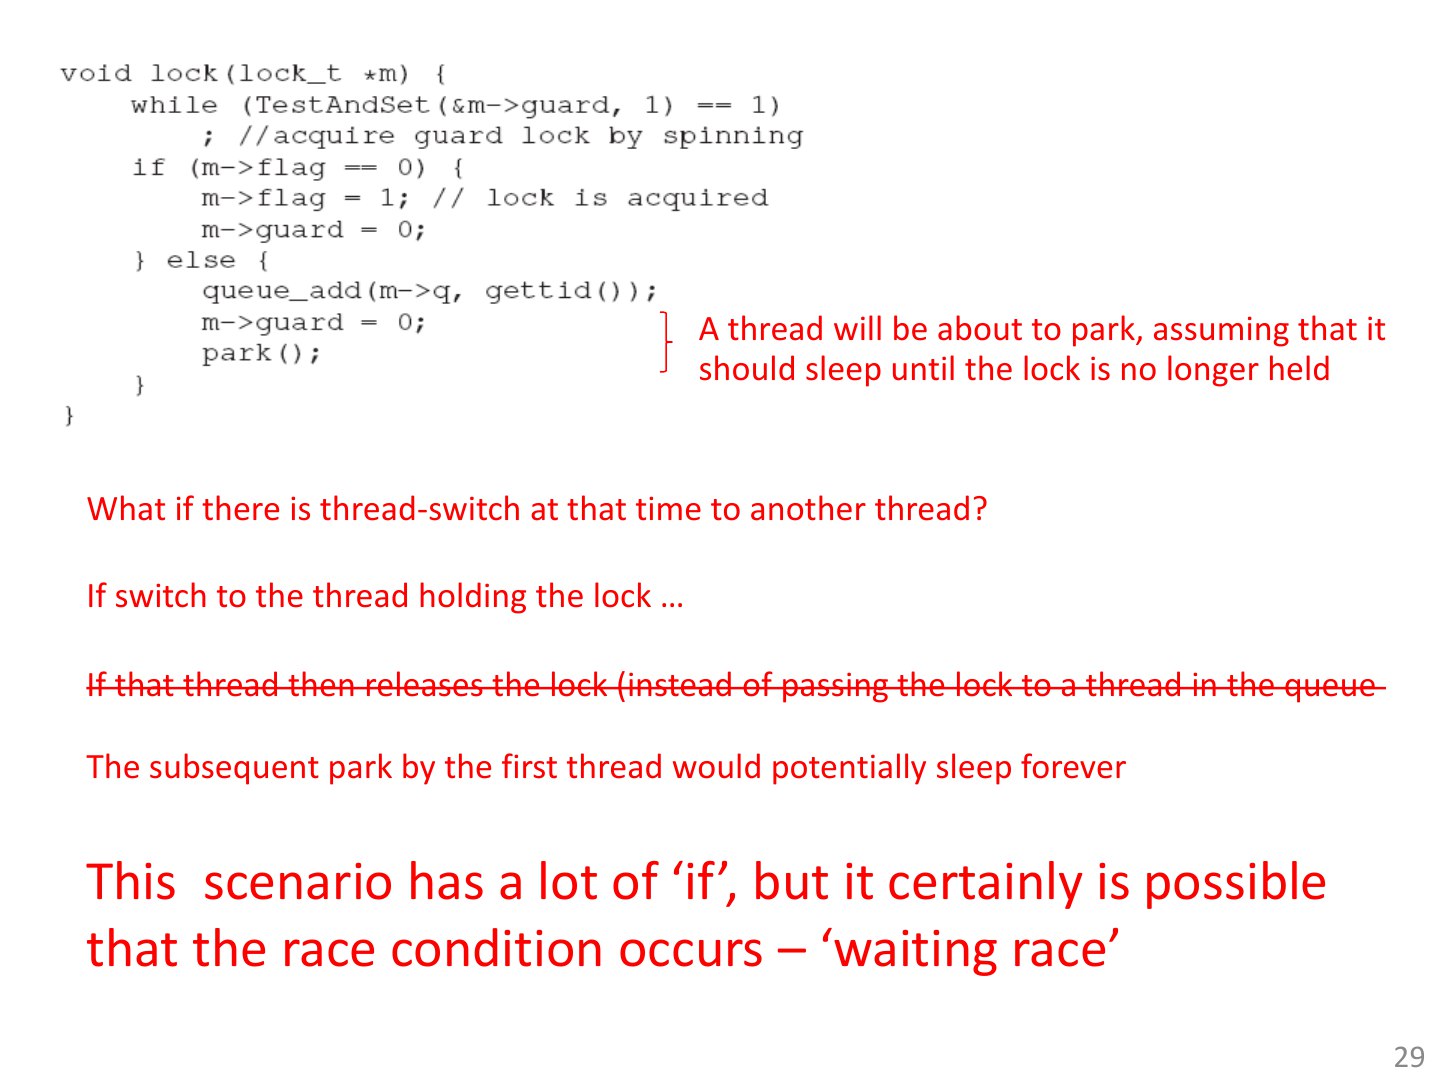 void lock(lock_t *m) {
    while (TestAndSet(&m->guard, 1) == 1)
        ; //acquire guard lock by spinning
    if (m->flag == 0) {
        m->flag = 1; // lock is acquired
        m->guard = 0;
    } else {
        queue_add(m->q, gettid());
        m->guard = 0;
        park();
    }
}
A thread will be about to park, assuming that it
should sleep until the lock is no longer held
What if there is thread-switch at that time to another thread?
If switch to the thread holding the lock …
If that thread then releases the lock (instead of passing the lock to a thread in the queue
The subsequent park by the first thread would potentially sleep forever
This  scenario has a lot of ‘if’, but it certainly is possible
that the race condition occurs – ‘waiting race’
29